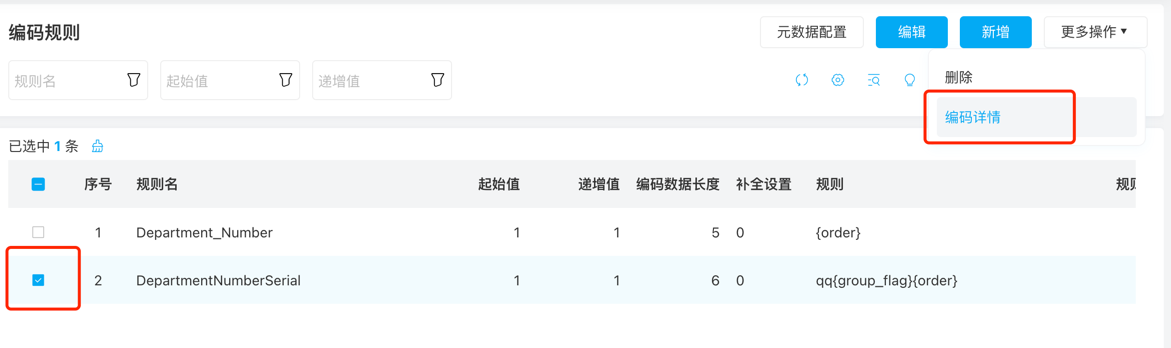 编码规则
元数据配置 编辑 新增 更多操作▼
规则名 起始值 递增值
删除
编码详情
已选中 1 条
序号 规则名 起始值 递增值 编码数据长度 补全设置 规则 规则
1 Department_Number 1 1 5 0 {order}
2 DepartmentNumberSerial 1 1 6 0 qq{group_flag}{order}